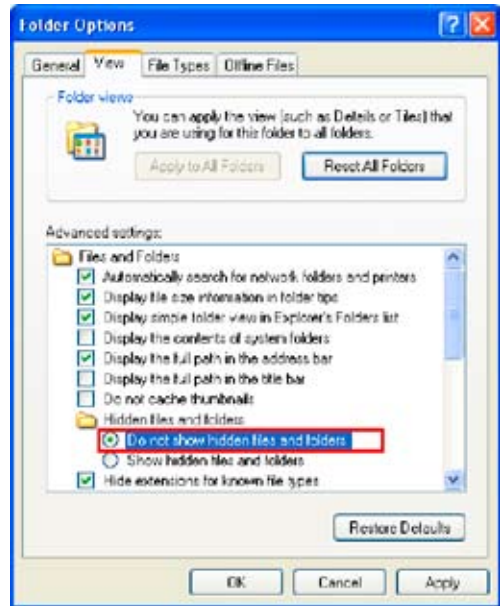 Folder Options
General View File Types Offline Files
Folder views
You can apply the view (such as Details or Tiles) that
you are using for this folder to all folders.
Apply to All Folders Reset All Folders
Advanced settings:
Files and Folders
Automatically search for network folders and printers
Display file size information in folder tips
Display simple folder view in Explorer's Folders list
Display the contents of system folders
Display the full path in the address bar
Display the full path in the title bar
Do not cache thumbnails
Hidden files and folders
Do not show hidden files and folders
Show hidden files and folders
Hide extensions for known file types
Restore Defaults
OK Cancel Apply